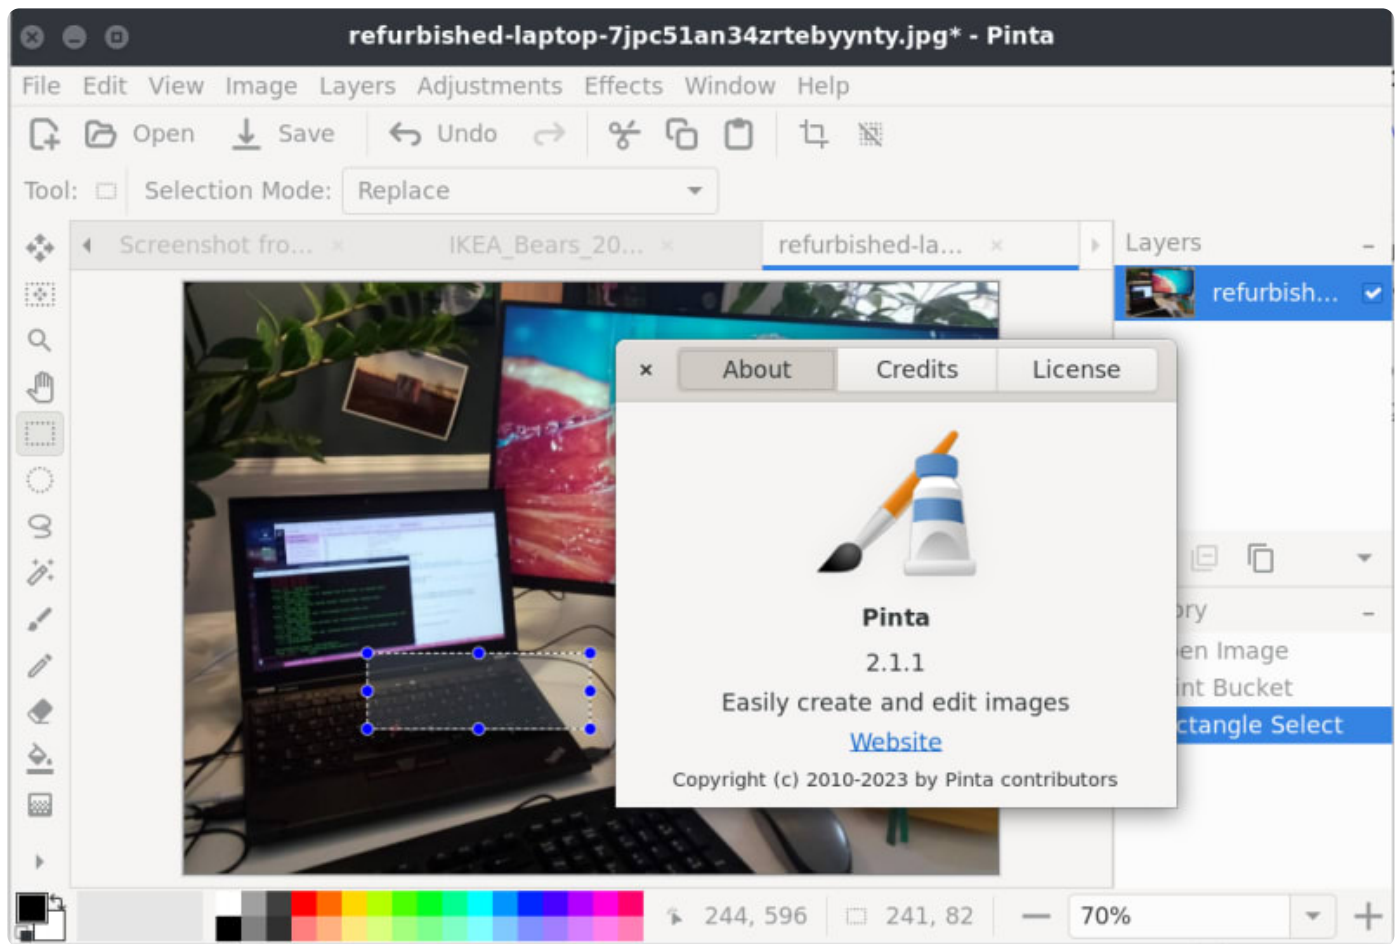 refurbished-laptop-7jpc51an34zrtebyynty.jpg* - Pinta
File Edit View Image Layers Adjustments Effects Window Help
Open Save Undo
Tool: Selection Mode: Replace
Screenshot fro... IKEA_Bears_20... refurbished-la... Layers
refurbish...
About Credits License
Pinta
2.1.1
Easily create and edit images
Website
Copyright (c) 2010-2023 by Pinta contributors
ory
en Image
int Bucket
ctangle Select
244, 596 241, 82 70%